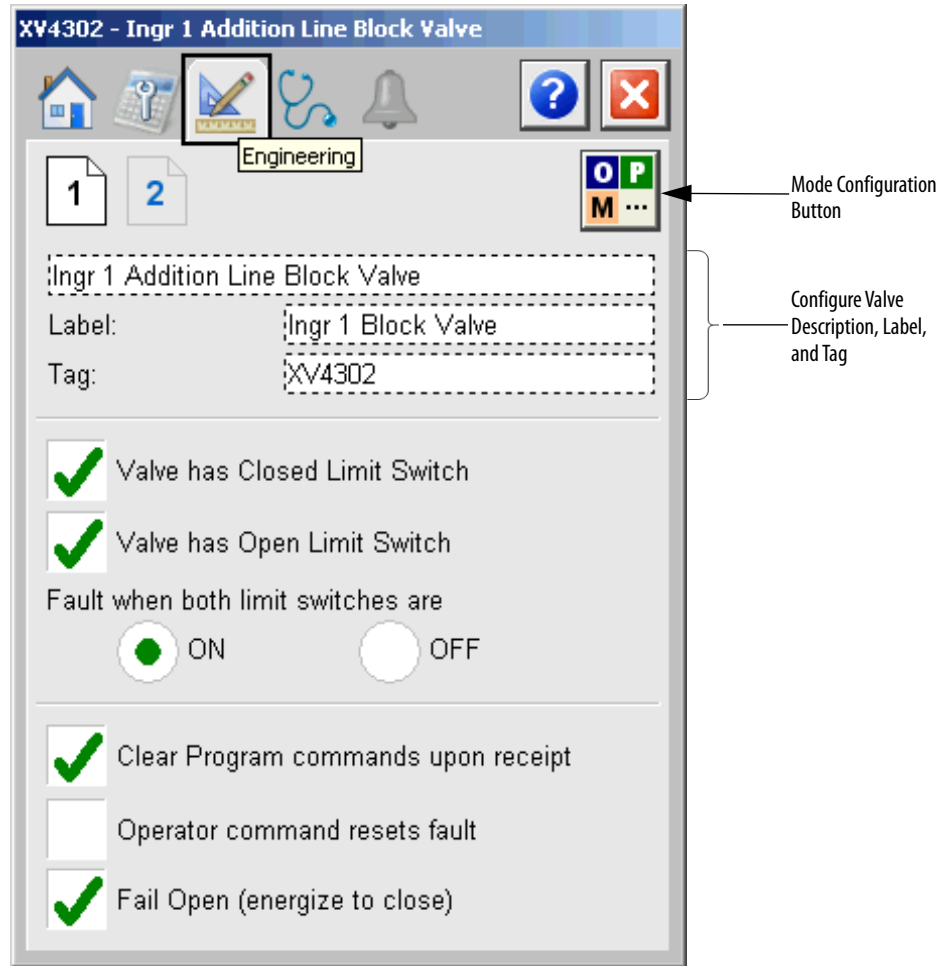 XV4302 - Ingr 1 Addition Line Block Valve
?
Engineering
1
2
O P
M ...
Mode Configuration
Button
Ingr 1 Addition Line Block Valve
Label: Ingr 1 Block Valve
Tag: XV4302
Configure Valve
Description, Label,
and Tag
Valve has Closed Limit Switch
Valve has Open Limit Switch
Fault when both limit switches are
ON OFF
Clear Program commands upon receipt
Operator command resets fault
Fail Open (energize to close)